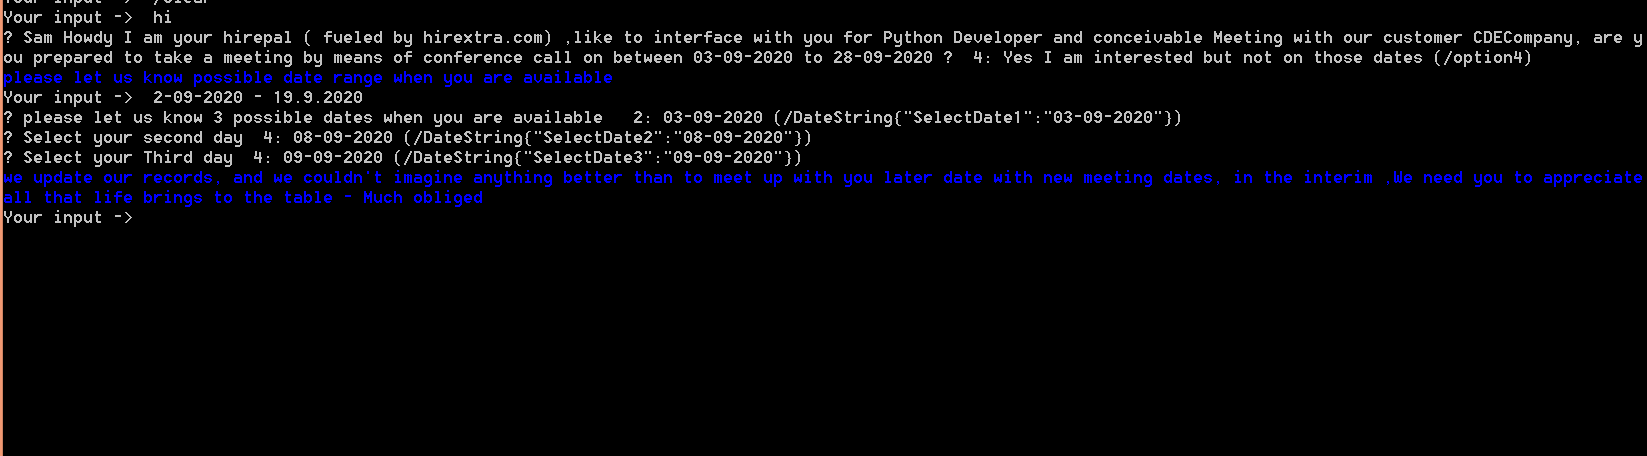 Your input -> /clear
Your input -> hi
? Sam Howdy I am your hirepal ( fueled by hirextra.com) ,like to interface with you for Python Developer and conceivable Meeting with our customer CDECompany, are y
ou prepared to take a meeting by means of conference call on between 03-09-2020 to 28-09-2020 ?  4: Yes I am interested but not on those dates (/option4)
please let us know possible date range when you are available
Your input ->  2-09-2020 - 19.9.2020
? please let us know 3 possible dates when you are available   2: 03-09-2020 (/DateString{"SelectDate1":"03-09-2020"})
? Select your second day  4: 08-09-2020 (/DateString{"SelectDate2":"08-09-2020"})
? Select your Third day  4: 09-09-2020 (/DateString{"SelectDate3":"09-09-2020"})
we update our records, and we couldn't imagine anything better than to meet up with you later date with new meeting dates, in the interim ,We need you to appreciate
all that life brings to the table - Much obliged
Your input ->